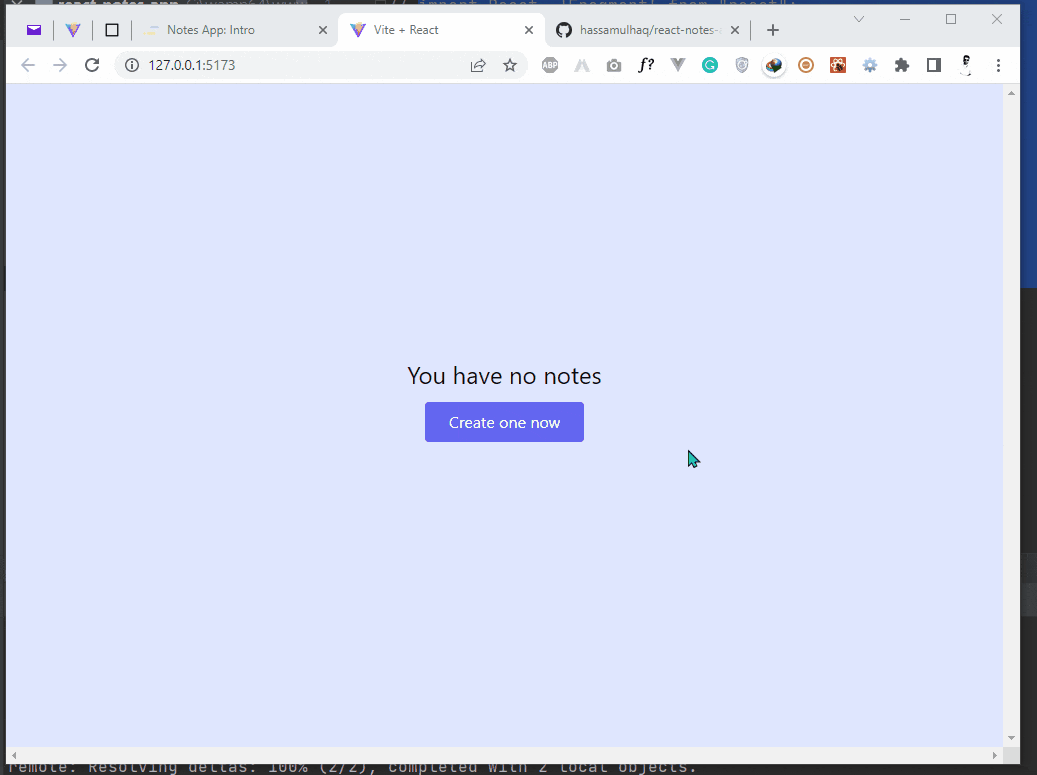 Notes App: Intro
Vite + React
hassamulhaq/react-notes-
127.0.0.1:5173
ABP
f?
You have no notes
Create one now
remote: Resolving deltas: 100% (2/2), completed with 2 local objects.